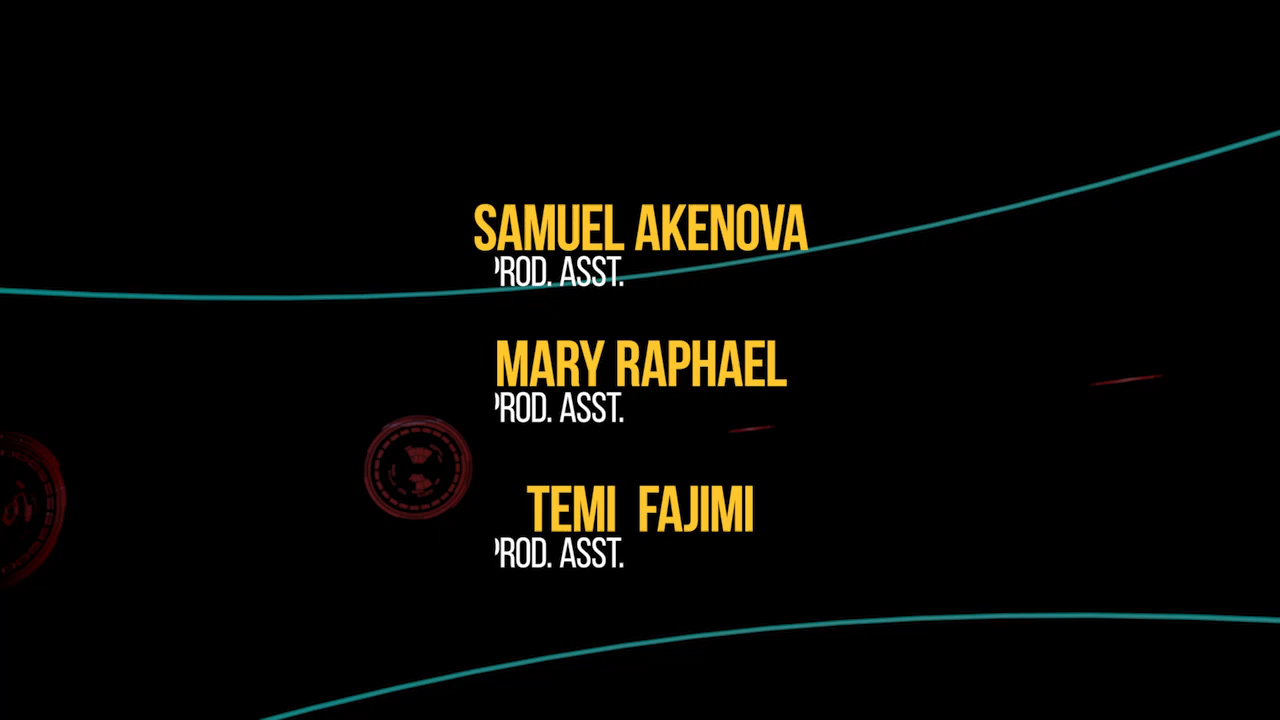 SAMUEL AKENOVA
PROD. ASST.
MARY RAPHAEL
PROD. ASST.
TEMI FAJIMI
PROD. ASST.